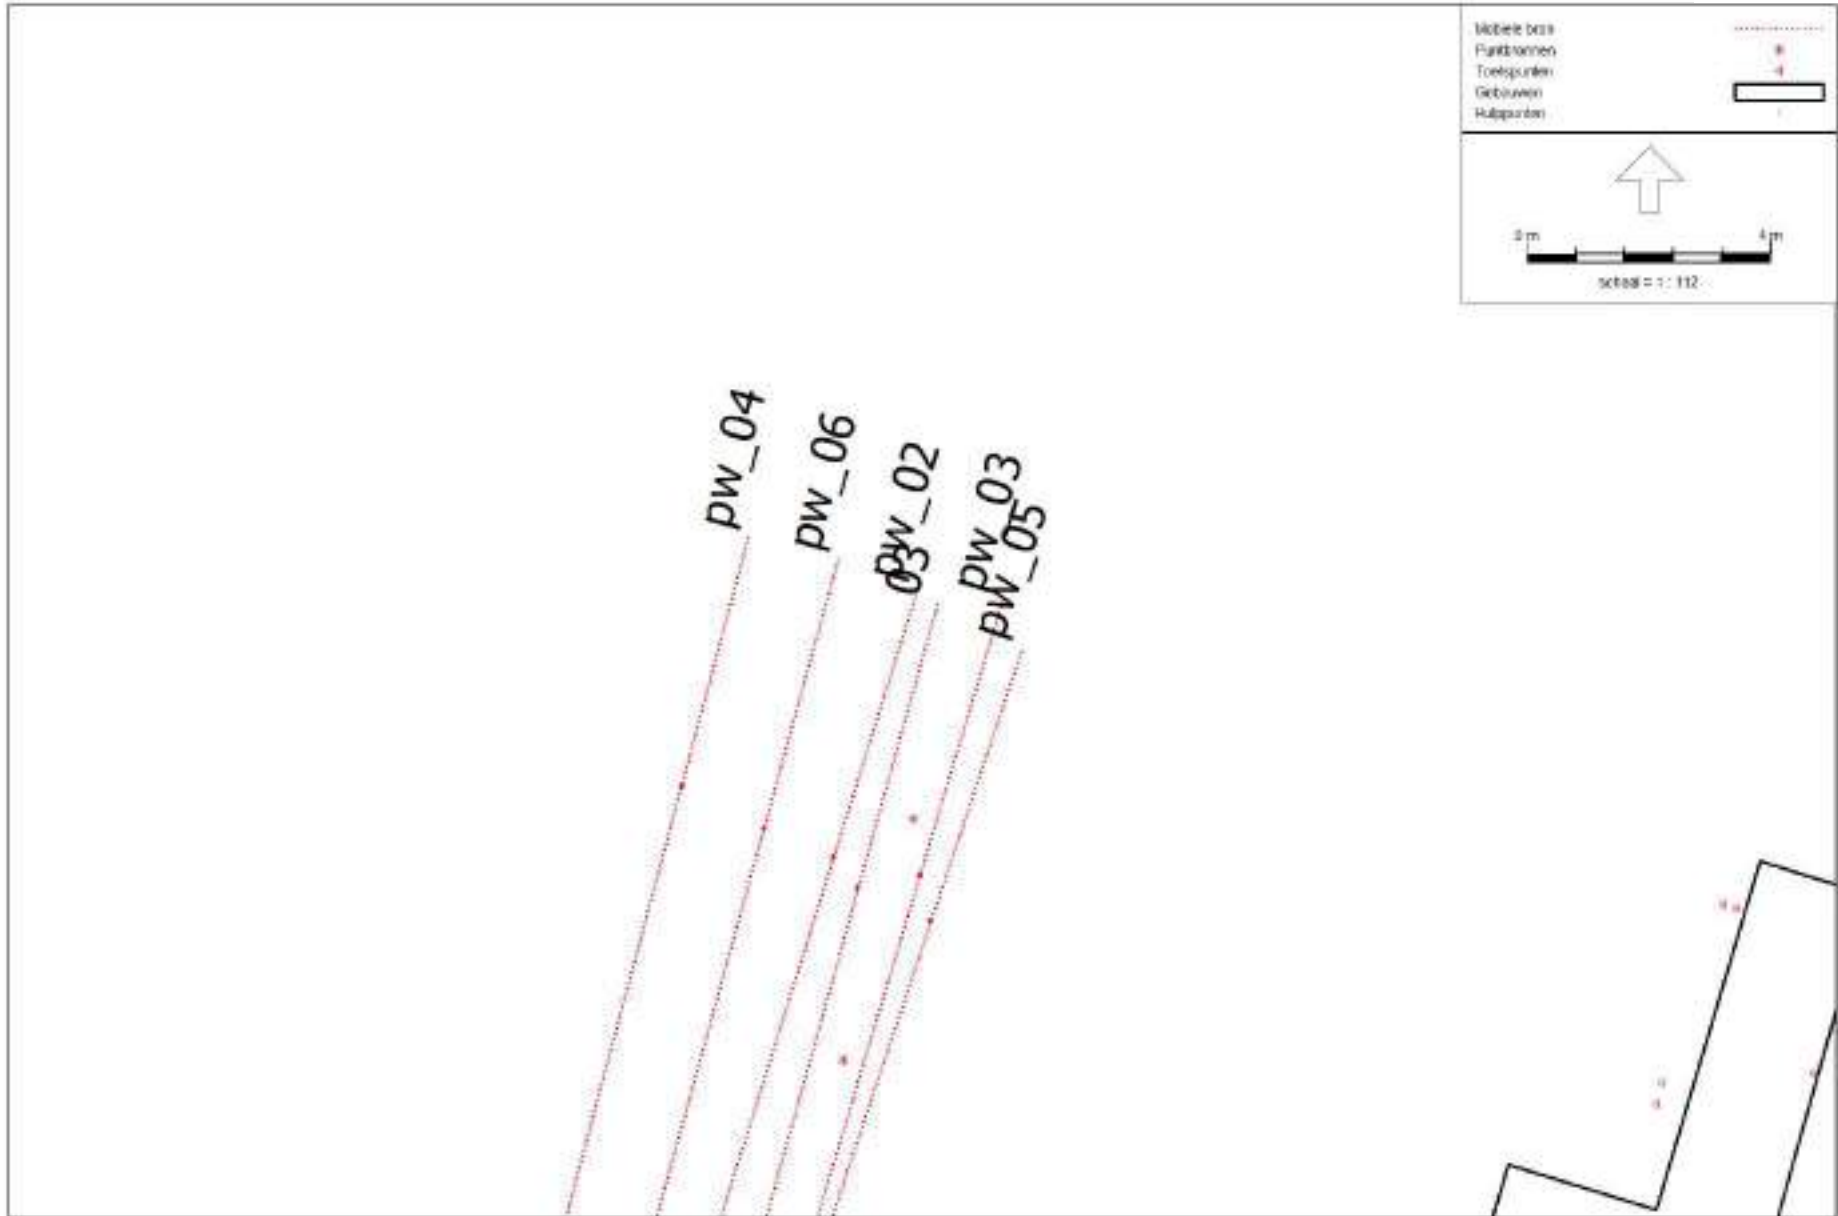 Mobiele bron
Puntbronnen
Toetspunten
Gebouwen
Hulppunten
0 m 4 m
schaal = 1 : 112
pw_04
pw_06
pw_02
03
pw_03
pw_05